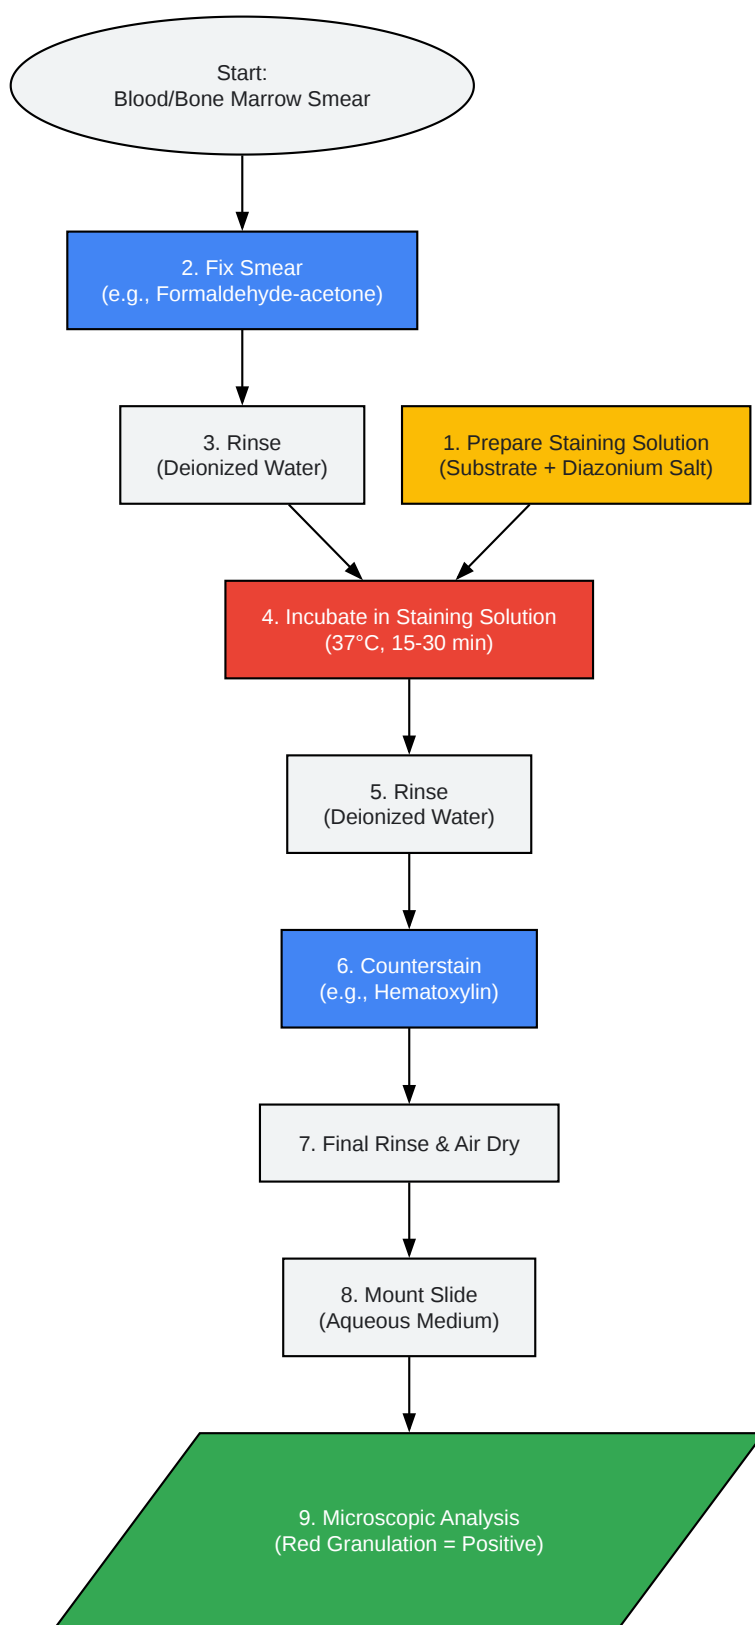 Start:
Blood/Bone Marrow Smear
2. Fix Smear
(e.g., Formaldehyde-acetone)
3. Rinse
(Deionized Water)
1. Prepare Staining Solution
(Substrate + Diazonium Salt)
4. Incubate in Staining Solution
(37°C, 15-30 min)
5. Rinse
(Deionized Water)
6. Counterstain
(e.g., Hematoxylin)
7. Final Rinse & Air Dry
8. Mount Slide
(Aqueous Medium)
9. Microscopic Analysis
(Red Granulation = Positive)